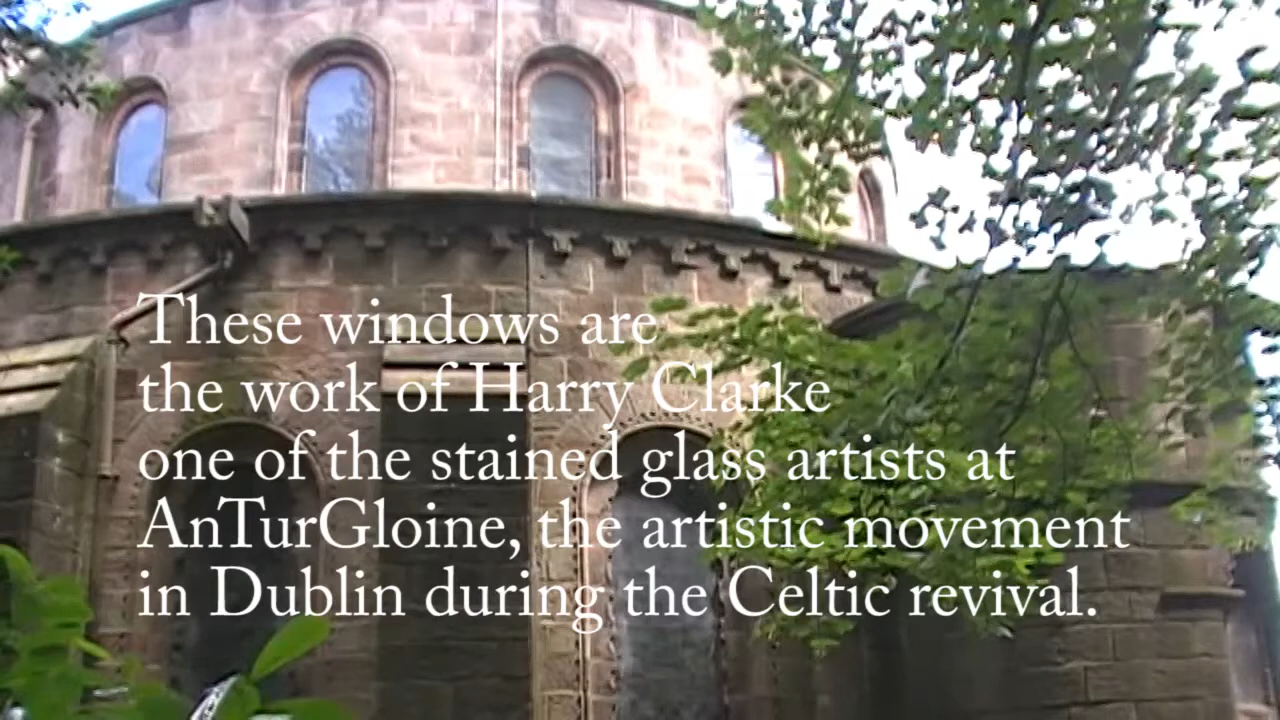 These windows are
the work of Harry Clarke
one of the stained glass artists at
AnTurGloine, the artistic movement
in Dublin during the Celtic revival.